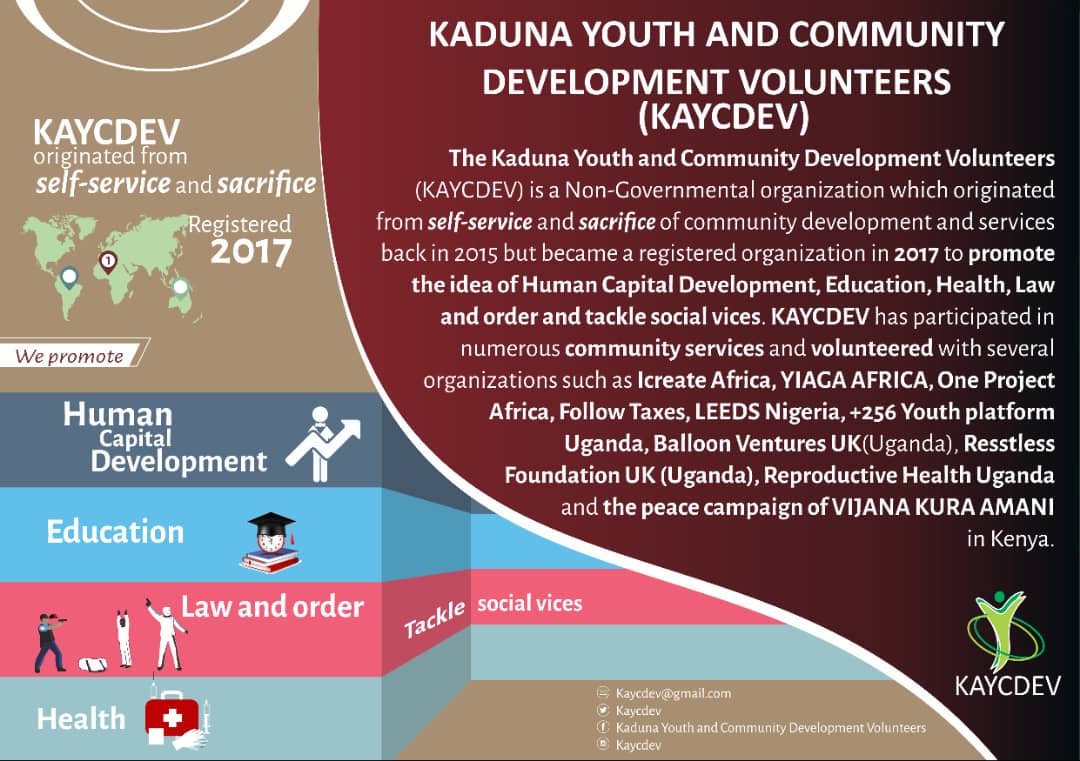 KADUNA YOUTH AND COMMUNITY
DEVELOPMENT VOLUNTEERS
(KAYCDEV)
The Kaduna Youth and Community Development Volunteers
(KAYCDEV) is a Non-Governmental organization which originated
from self-service and sacrifice of community development and services
back in 2015 but became a registered organization in 2017 to promote
the idea of Human Capital Development, Education, Health, Law
and order and tackle social vices. KAYCDEV has participated in
numerous community services and volunteered with several
organizations such as Icreate Africa, YIAGA AFRICA, One Project
Africa, Follow Taxes, LEEDS Nigeria, +256 Youth platform
Uganda, Balloon Ventures UK(Uganda), Resstless
Foundation UK (Uganda), Reproductive Health Uganda
and the peace campaign of VIJANA KURA AMANI
in Kenya.
KAYCDEV
originated from
self-service and sacrifice
Registered
2017
1
We promote
Human
Capital
Development
Education
Law and order
Tackle social vices
Health
Kaycdev@gmail.com
Kaycdev
Kaduna Youth and Community Development Volunteers
Kaycdev
KAYCDEV